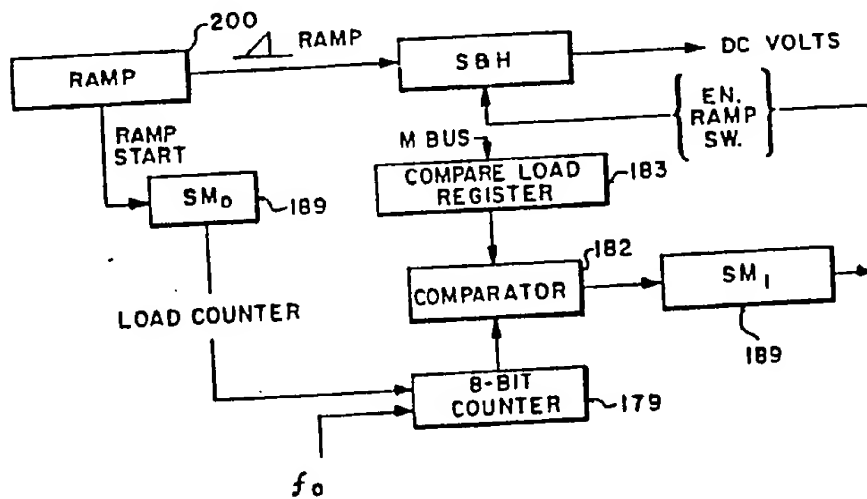 200
RAMP
RAMP
S&H
DC VOLTS
RAMP
START
EN.
RAMP
SW.
M BUS
COMPARE LOAD
REGISTER
183
SM0
189
182
COMPARATOR
SM1
189
LOAD COUNTER
8-BIT
COUNTER
179
fo